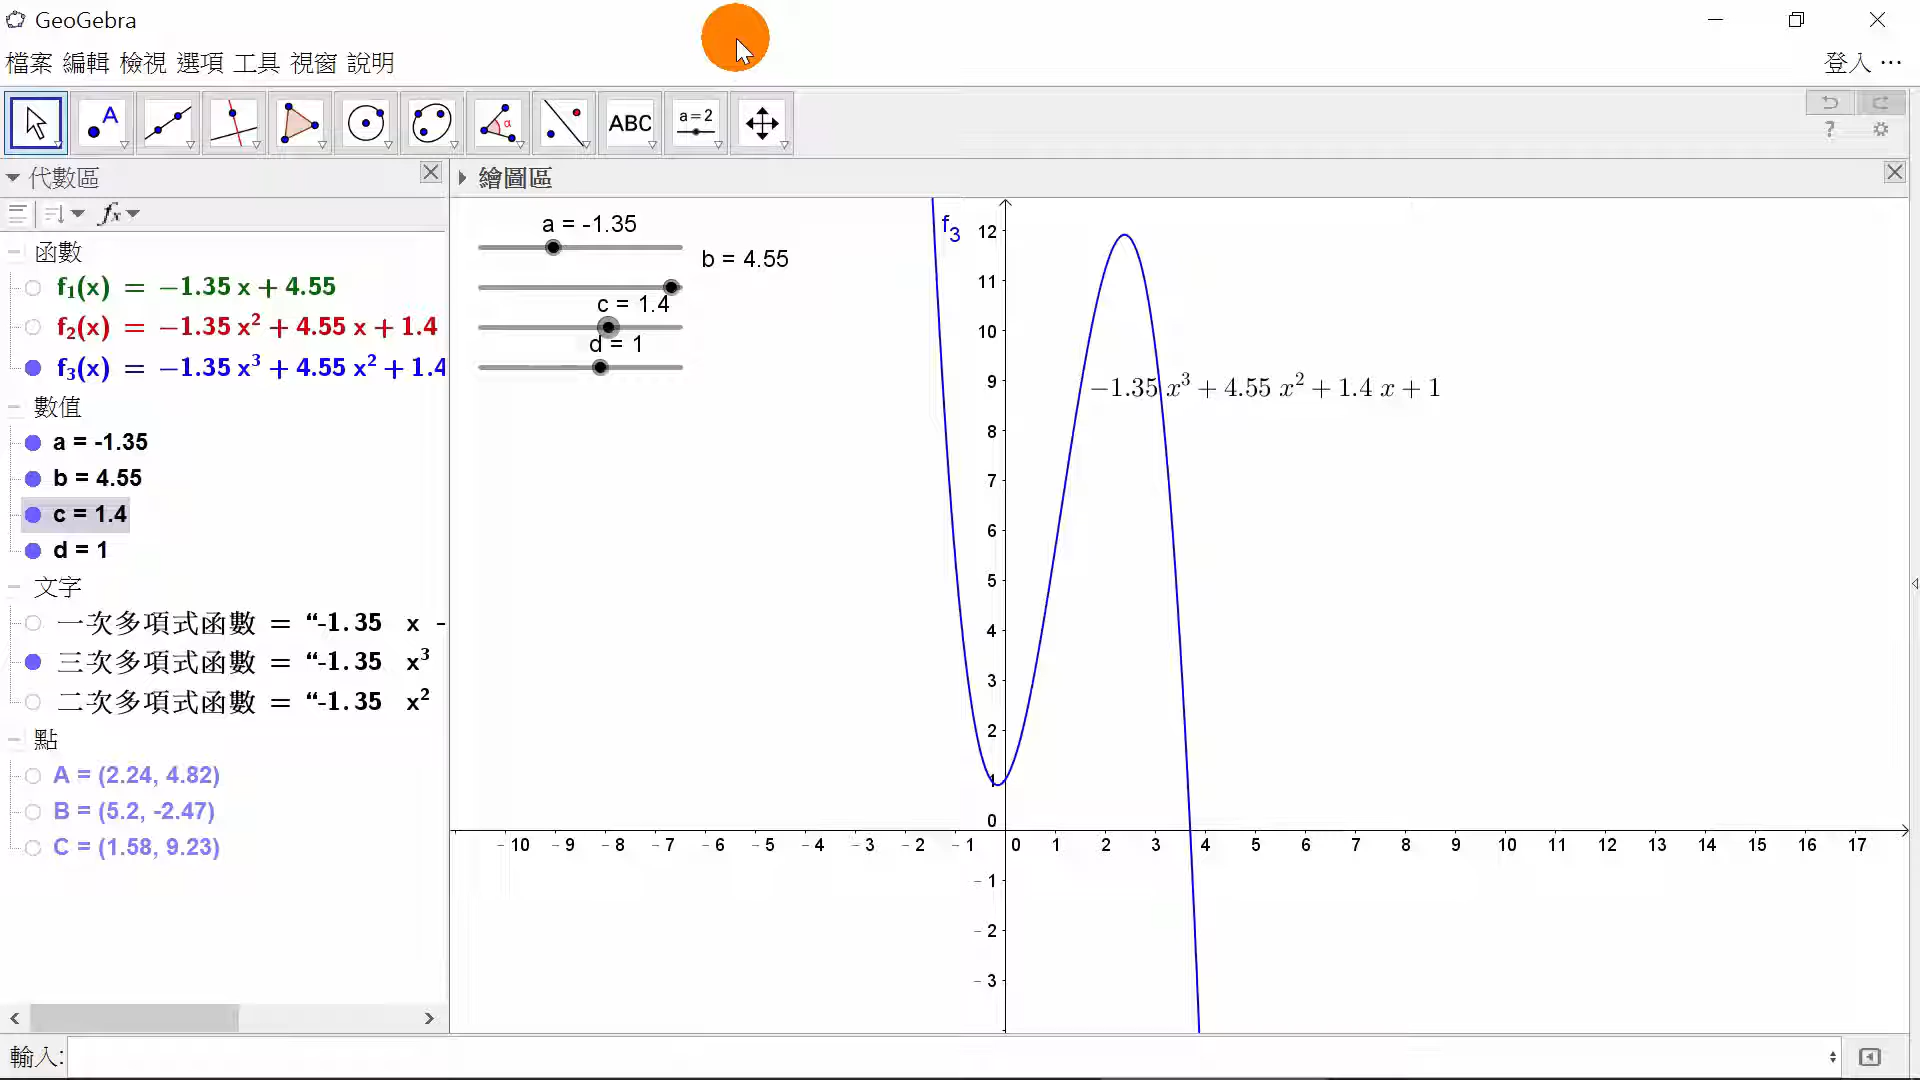 GeoGebra
檔案 編輯 檢視 選項 工具 視窗 說明
登入 ...
A
α
ABC
a=2
?
代數區
繪圖區
fx
函數
f₁(x) = −1.35 x + 4.55
f₂(x) = −1.35 x² + 4.55 x + 1.4
f₃(x) = −1.35 x³ + 4.55 x² + 1.4
數值
a = -1.35
b = 4.55
c = 1.4
d = 1
文字
一次多項式函數 = “-1.35 x -
三次多項式函數 = “-1.35 x³
二次多項式函數 = “-1.35 x²
點
A = (2.24, 4.82)
B = (5.2, -2.47)
C = (1.58, 9.23)
a = -1.35
b = 4.55
c = 1.4
d = 1
f₃
−1.35 x³ + 4.55 x² + 1.4 x + 1
12
11
10
9
8
7
6
5
4
3
2
1
0
-10 -9 -8 -7 -6 -5 -4 -3 -2 -1 0 1 2 3 4 5 6 7 8 9 10 11 12 13 14 15 16 17
-1
-2
-3
輸入: